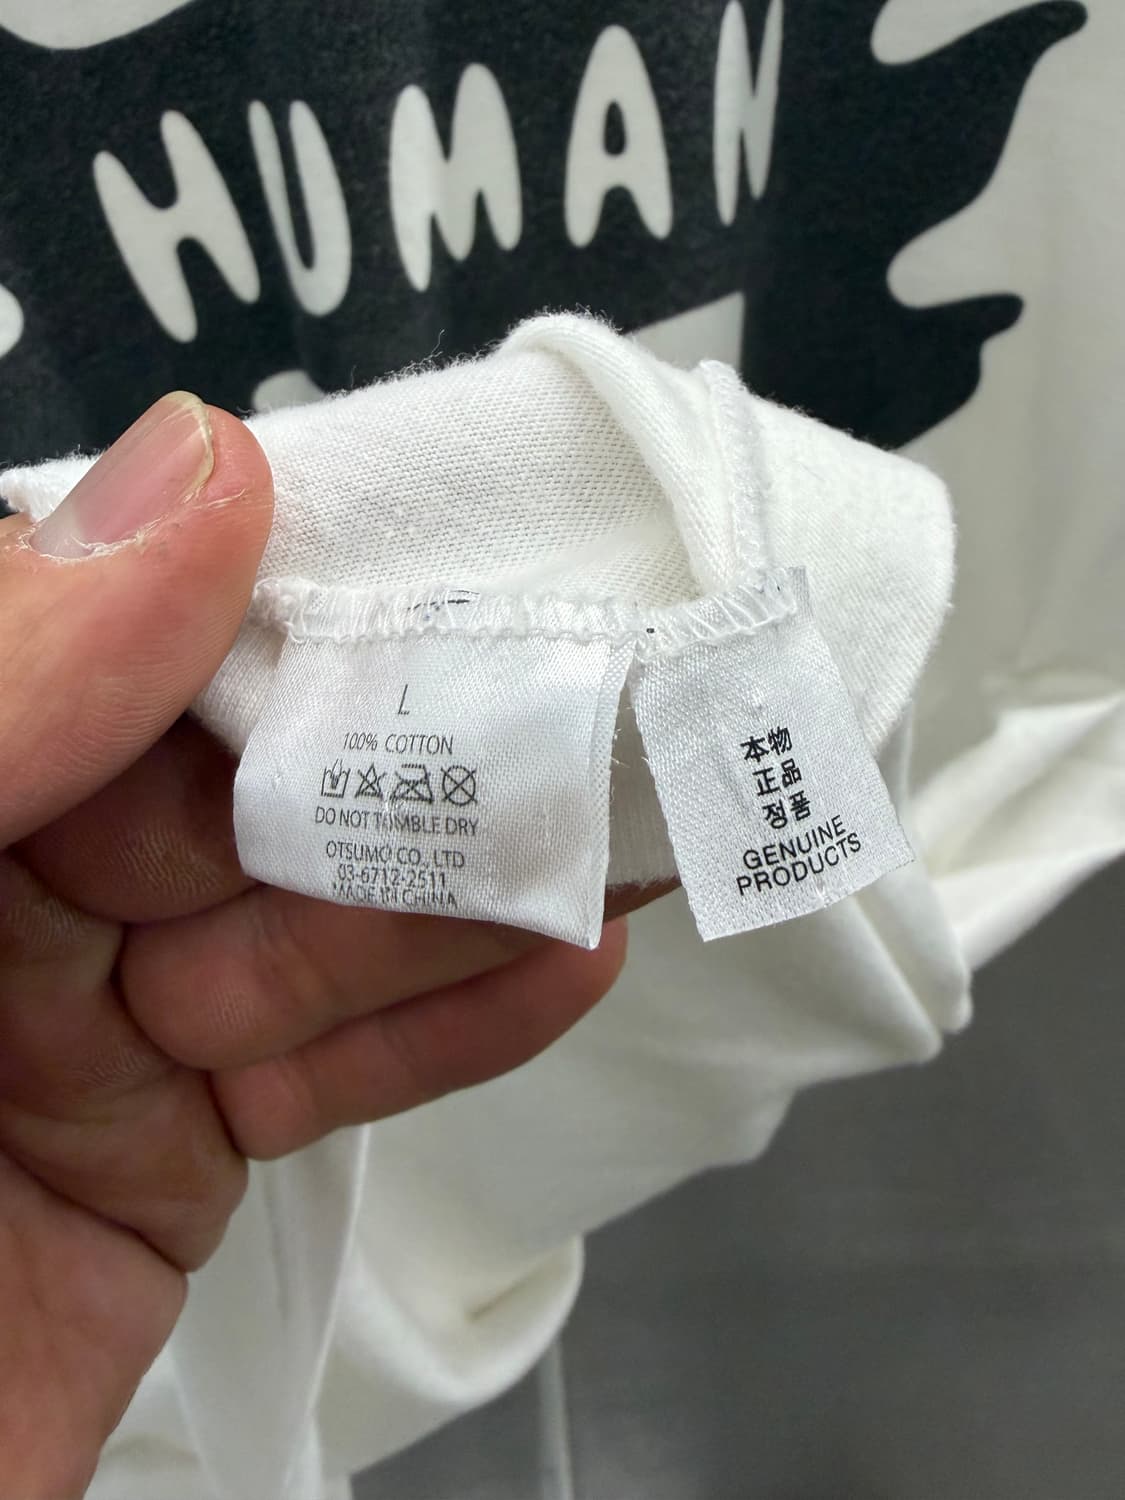 HUMAN
L
100% COTTON
DO NOT TUMBLE DRY
OTSUMO CO., LTD
03-6712-2511
MADE IN CHINA
本物
正品
정품
GENUINE
PRODUCTS